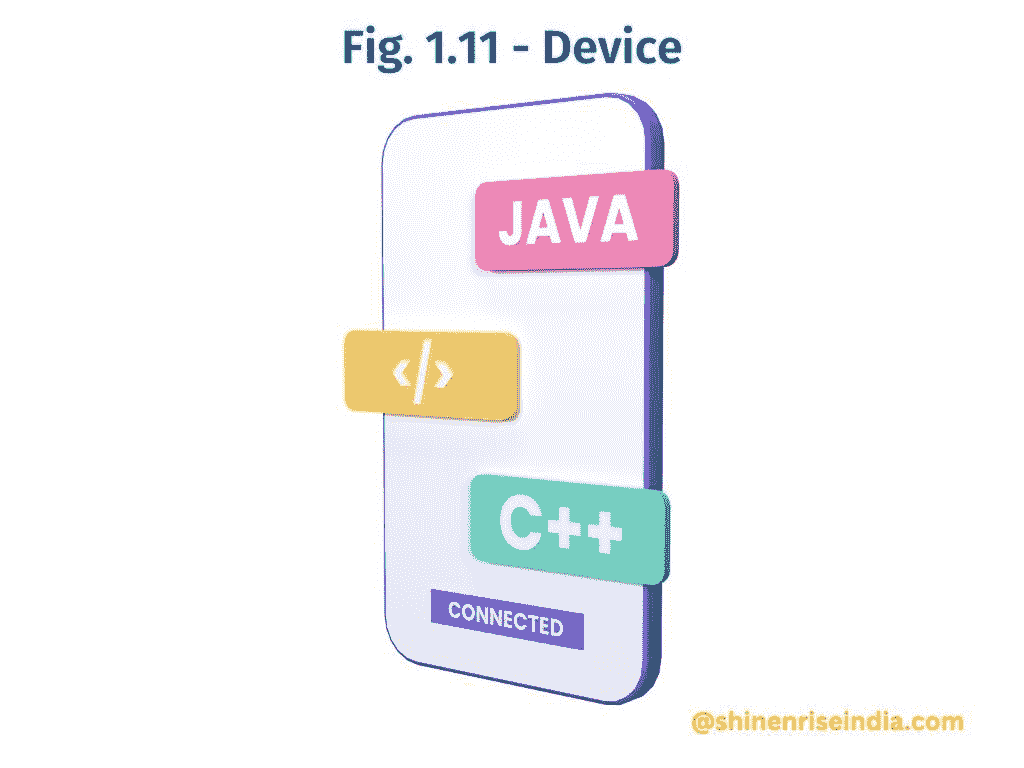 Fig. 1.11 - Device
JAVA
‹/›
C++
CONNECTED
@shinenriseindia.com